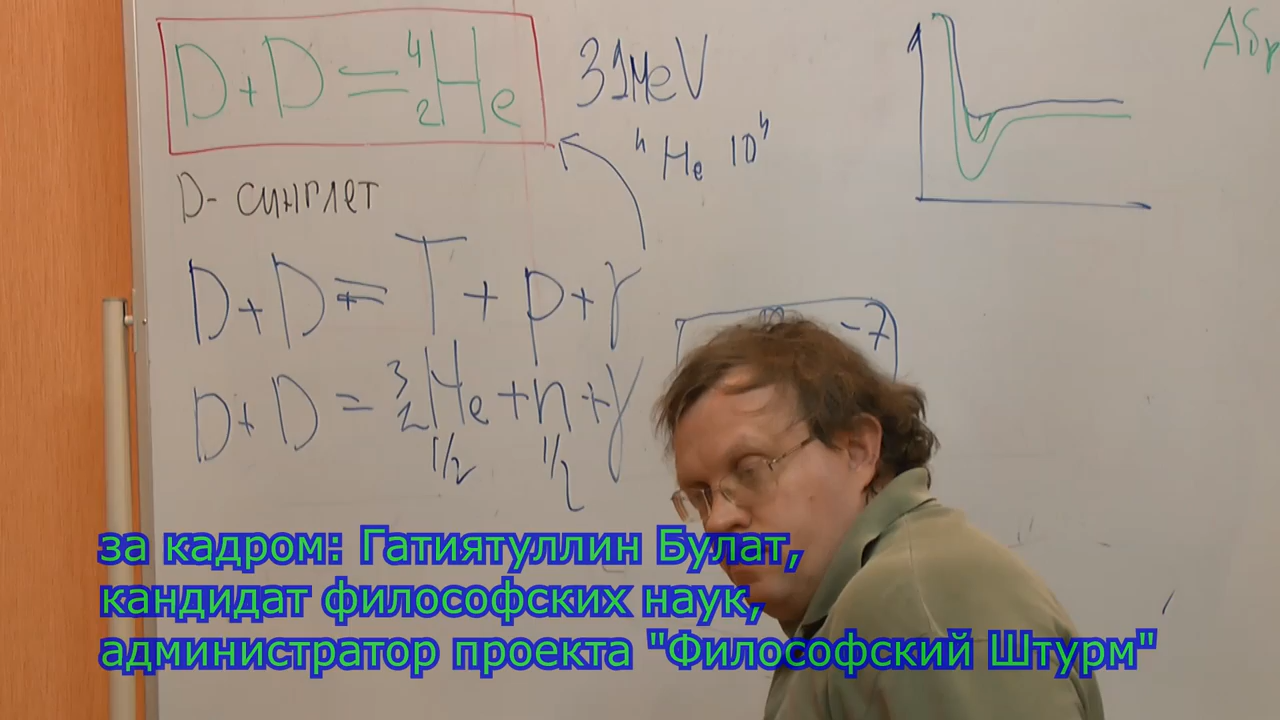 D+D=⁴₂He
31MeV
⁴He 10⁴
D- синглет
D+D=T+p+γ
D+D=³₂He+n+γ
1/2 1/2
-7
за кадром: Гатиятуллин Булат,
кандидат философских наук,
администратор проекта "Философский Штурм"